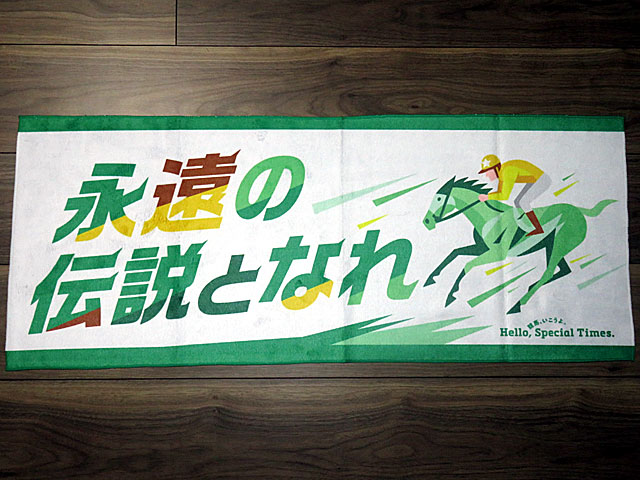 永遠の
伝説となれ
競馬、いこうよ。
Hello, Special Times.